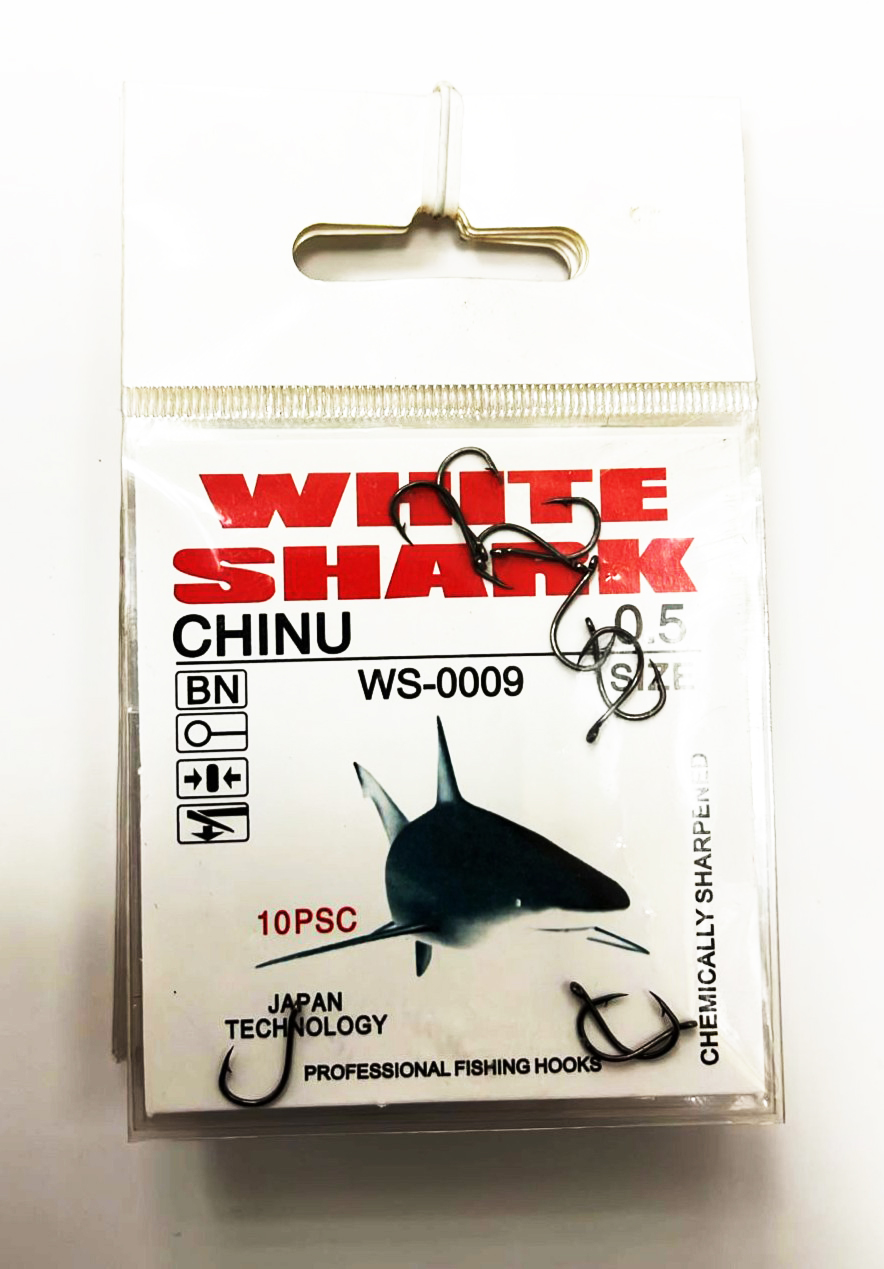 WHITE
SHARK
CHINU
0.5
BN
WS-0009
SIZE
10PSC
JAPAN
TECHNOLOGY
PROFESSIONAL FISHING HOOKS
CHEMICALLY SHARPENED